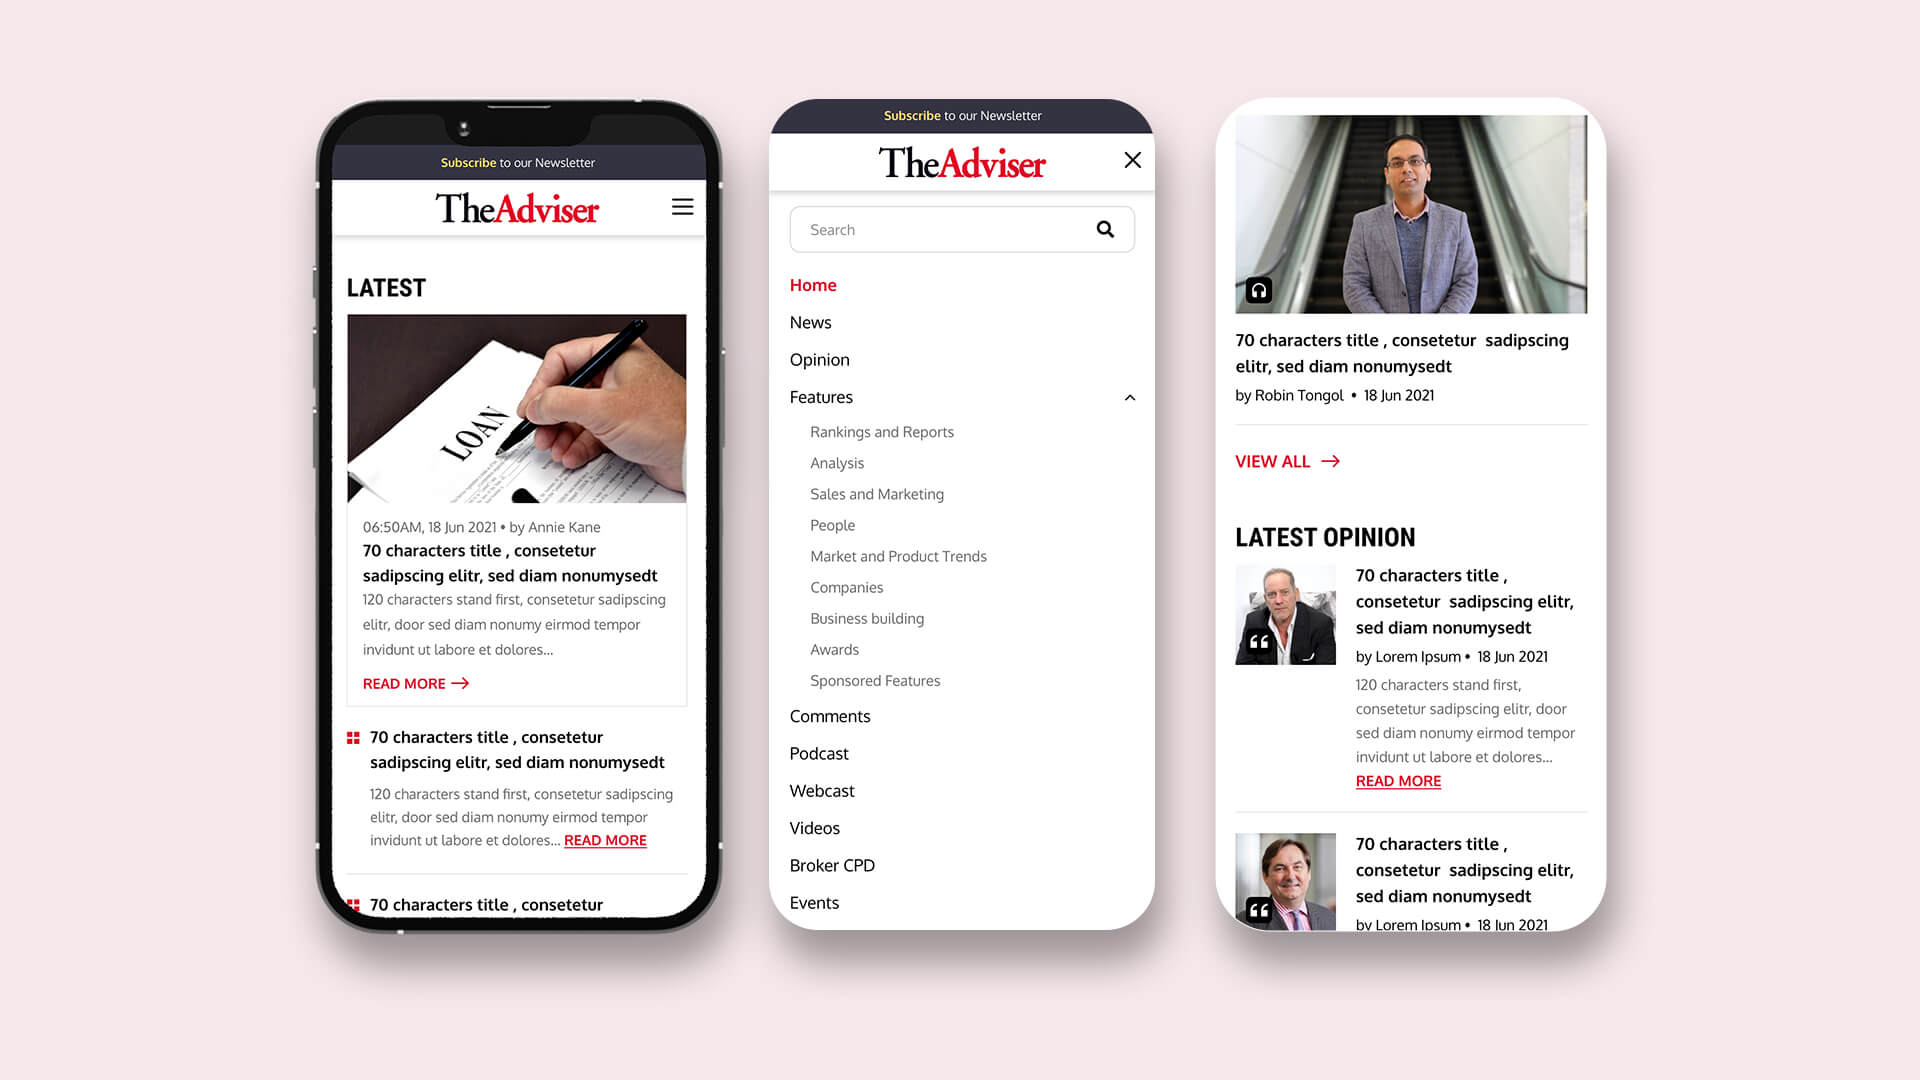 Subscribe to our Newsletter
TheAdviser
LATEST
LOAN
06:50AM, 18 Jun 2021 • by Annie Kane
70 characters title , consetetur
sadipscing elitr, sed diam nonumysedt
120 characters stand first, consetetur sadipscing
elitr, door sed diam nonumy eirmod tempor
invidunt ut labore et dolores...
READ MORE
70 characters title , consetetur
sadipscing elitr, sed diam nonumysedt
120 characters stand first, consetetur sadipscing
elitr, door sed diam nonumy eirmod tempor
invidunt ut labore et dolores... READ MORE
70 characters title , consetetur
Subscribe to our Newsletter
TheAdviser
Search
Home
News
Opinion
Features
Rankings and Reports
Analysis
Sales and Marketing
People
Market and Product Trends
Companies
Business building
Awards
Sponsored Features
Comments
Podcast
Webcast
Videos
Broker CPD
Events
70 characters title , consetetur sadipscing
elitr, sed diam nonumysedt
by Robin Tongol • 18 Jun 2021
VIEW ALL
LATEST OPINION
70 characters title ,
consetetur sadipscing elitr,
sed diam nonumysedt
by Lorem Ipsum • 18 Jun 2021
120 characters stand first,
consetetur sadipscing elitr, door
sed diam nonumy eirmod tempor
invidunt ut labore et dolores...
READ MORE
70 characters title ,
consetetur sadipscing elitr,
sed diam nonumysedt
by Lorem Ipsum • 18 Jun 2021